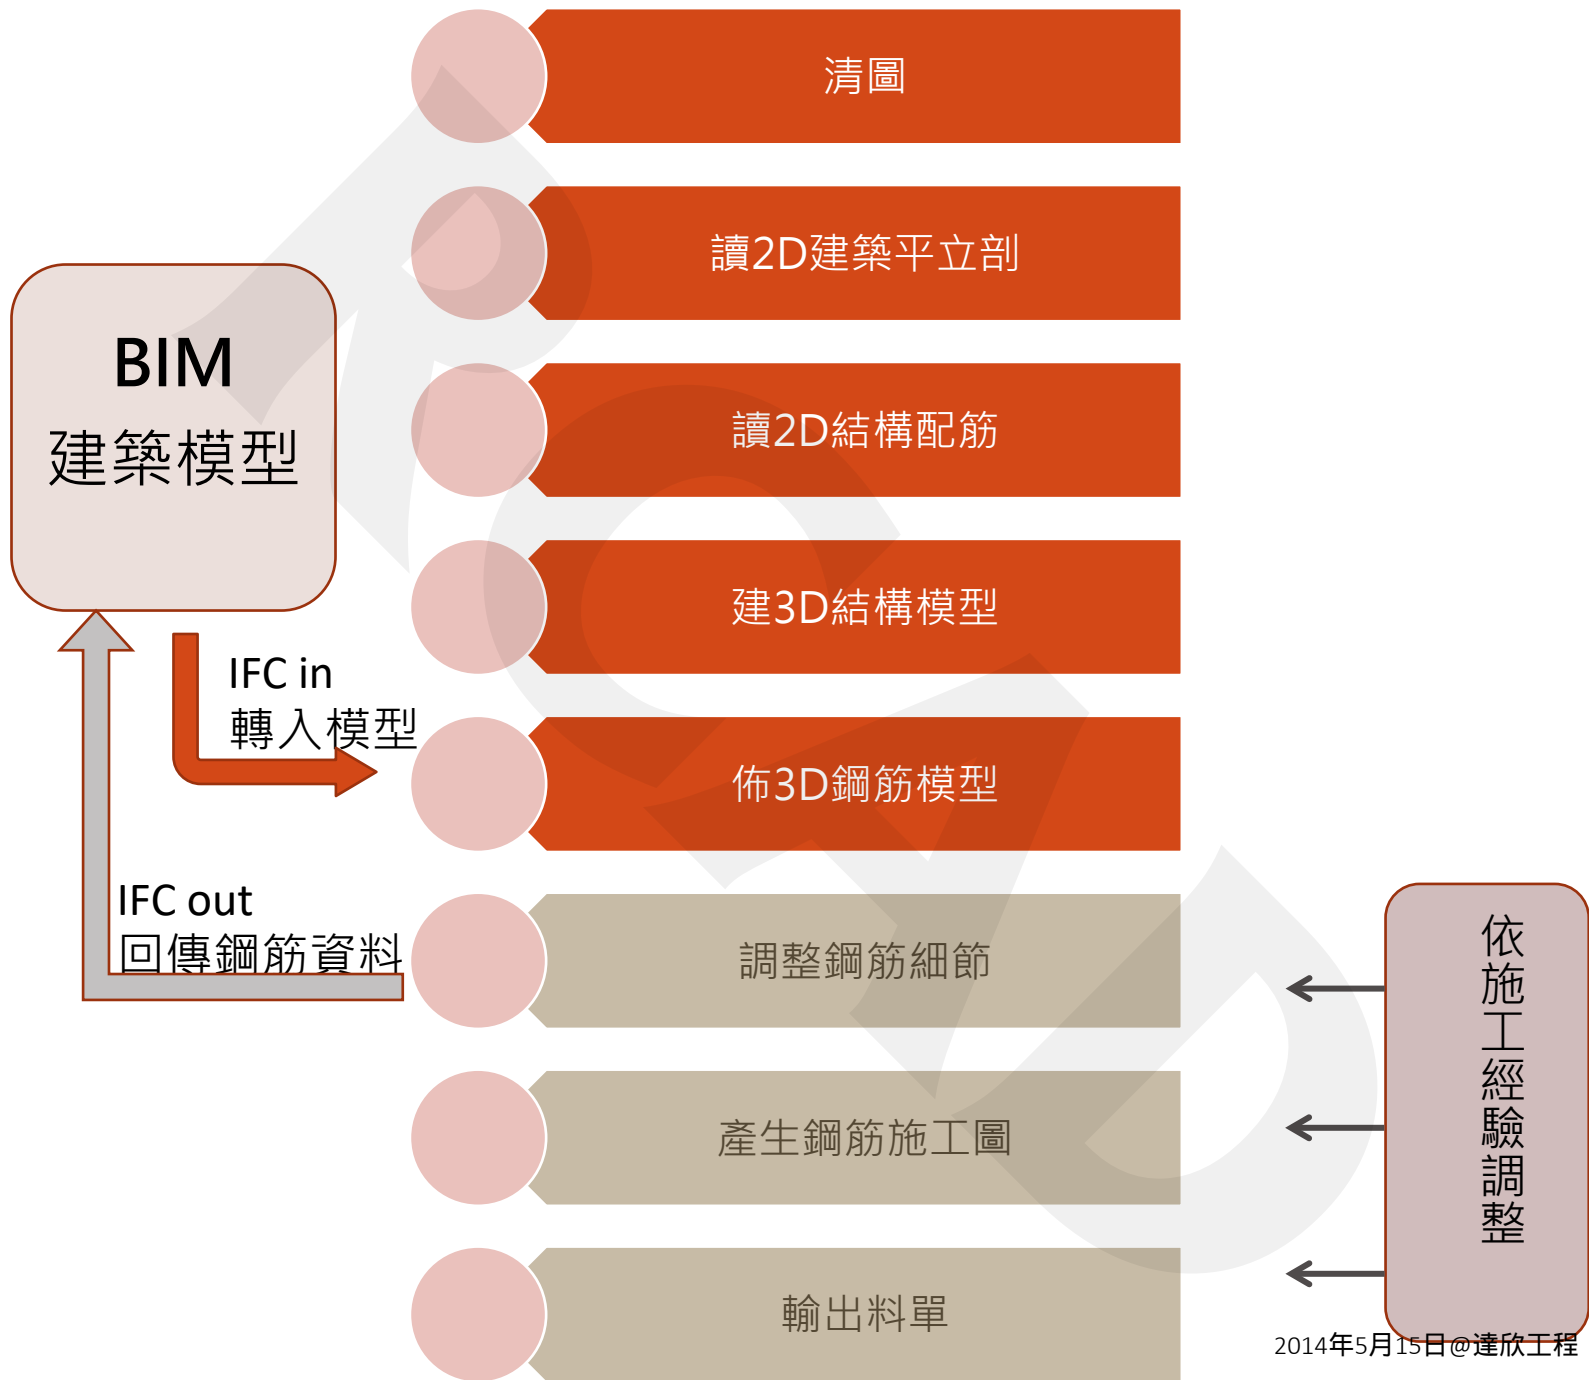 清圖
讀2D建築平立剖
讀2D結構配筋
建3D結構模型
佈3D鋼筋模型
調整鋼筋細節
產生鋼筋施工圖
輸出料單
BIM
建築模型
IFC in
轉入模型
IFC out
回傳鋼筋資料
依施工經驗調整
2014年5月15日@達欣工程
RCAD